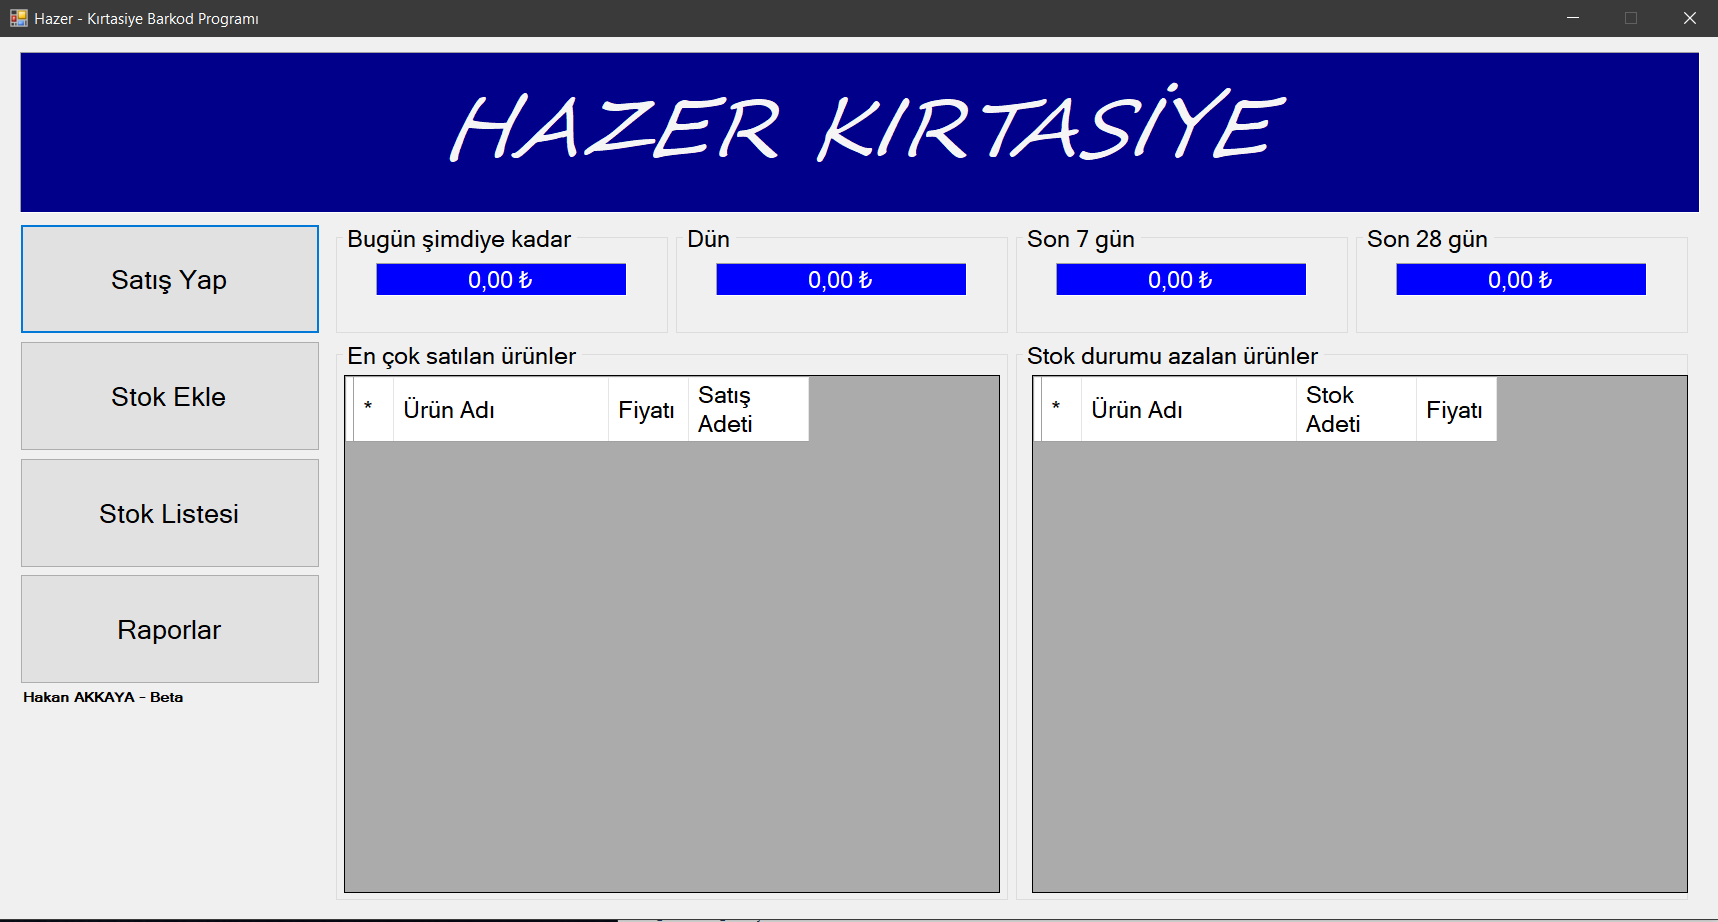 Hazer - Kırtasiye Barkod Programı
HAZER KIRTASİYE
Satış Yap
Stok Ekle
Stok Listesi
Raporlar
Hakan AKKAYA - Beta
Bugün şimdiye kadar
0,00 ₺
Dün
0,00 ₺
Son 7 gün
0,00 ₺
Son 28 gün
0,00 ₺
En çok satılan ürünler
* Ürün Adı Fiyatı Satış Adeti
Stok durumu azalan ürünler
* Ürün Adı Stok Adeti Fiyatı